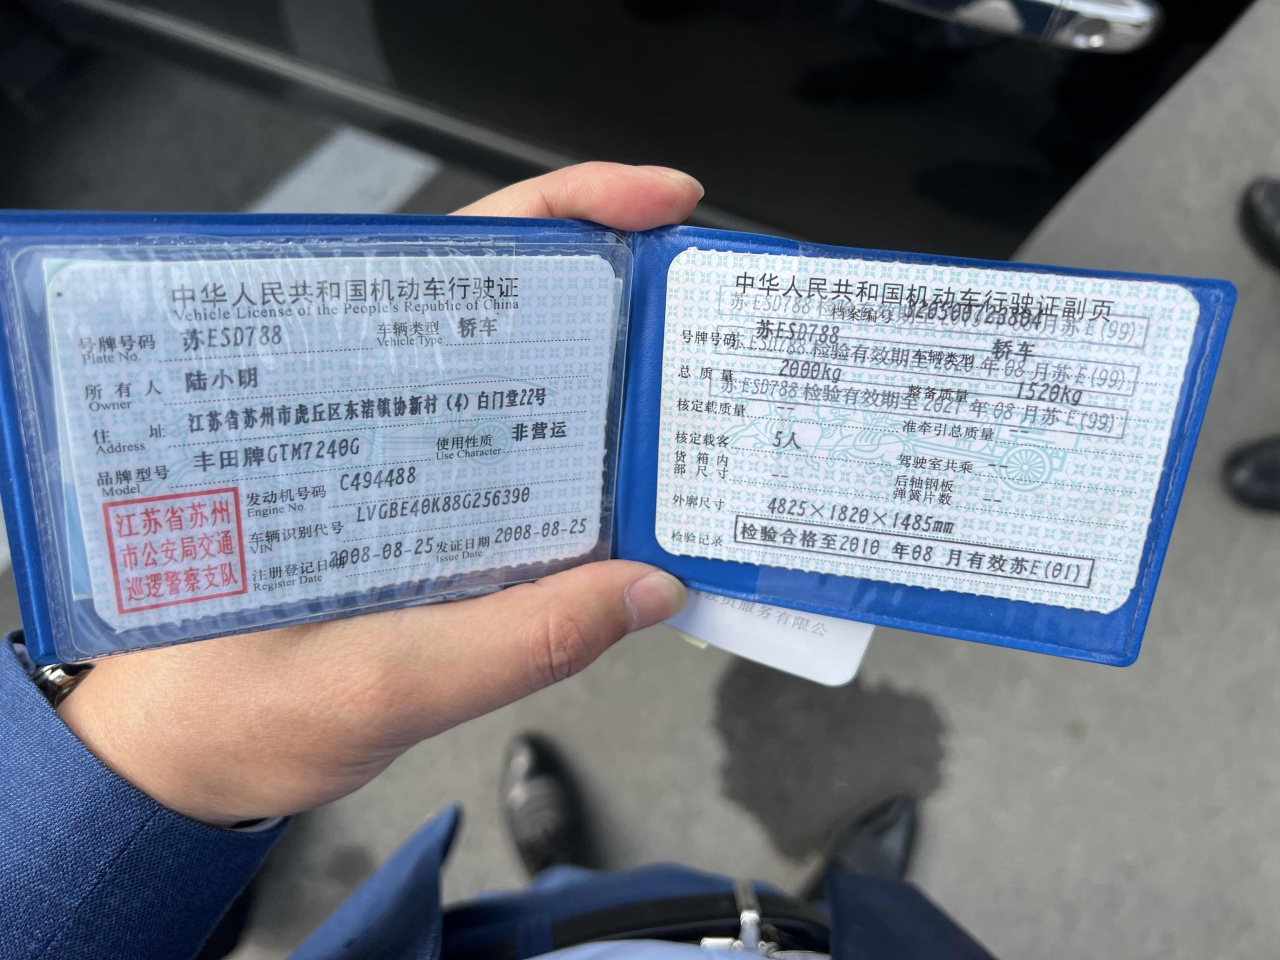 中华人民共和国机动车行驶证
Vehicle License of the People's Republic of China
号牌号码 苏ESD788 车辆类型 轿车
Plate No. Vehicle Type
所有人 陆小明
Owner
住址 江苏省苏州市虎丘区东渚镇协新村(4)白门堂22号
Address
品牌型号 丰田牌GTM7240G 使用性质 非营运
Model Use Character
发动机号码 C494488
Engine No.
车辆识别代号 LVGBE40K88G256390
VIN
注册登记日期 2008-08-25 发证日期 2008-08-25
Register Date Issue Date
江苏省苏州
市公安局交通
巡逻警察支队
中华人民共和国机动车行驶证副页
档案编号 320500723804
号牌号码 苏ESD788 车辆类型 轿车
总质量 2000kg 整备质量 1520kg
核定载质量 -- 准牵引总质量 --
核定载客 5人 驾驶室共乘 --
货箱内部尺寸 -- 后轴钢板弹簧片数 --
外廓尺寸 4825×1820×1485mm
检验记录 检验合格至2010年08月有效苏E(01)
苏ESD788 月苏E(99)
苏ESD788检验有效期至2020年08月苏E(99)
苏ESD788检验有效期至2021年08月苏E(99)
服务有限公